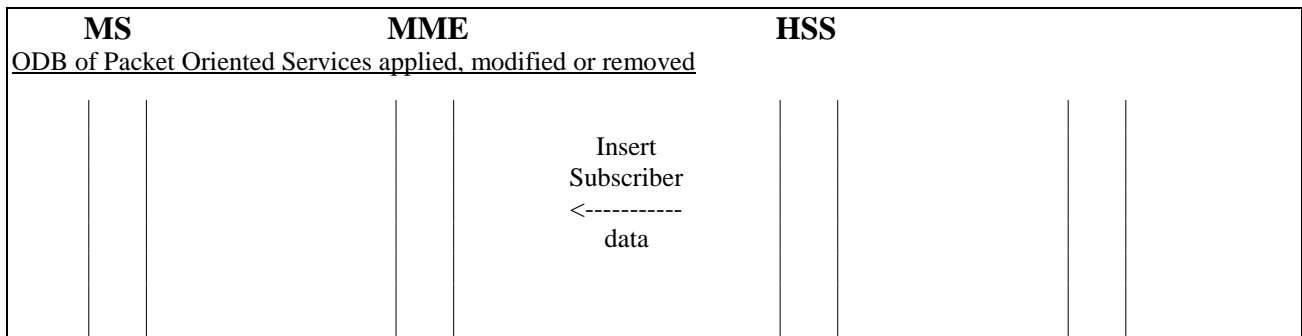 MS MME HSS
ODB of Packet Oriented Services applied, modified or removed
Insert
Subscriber
<-----------
data